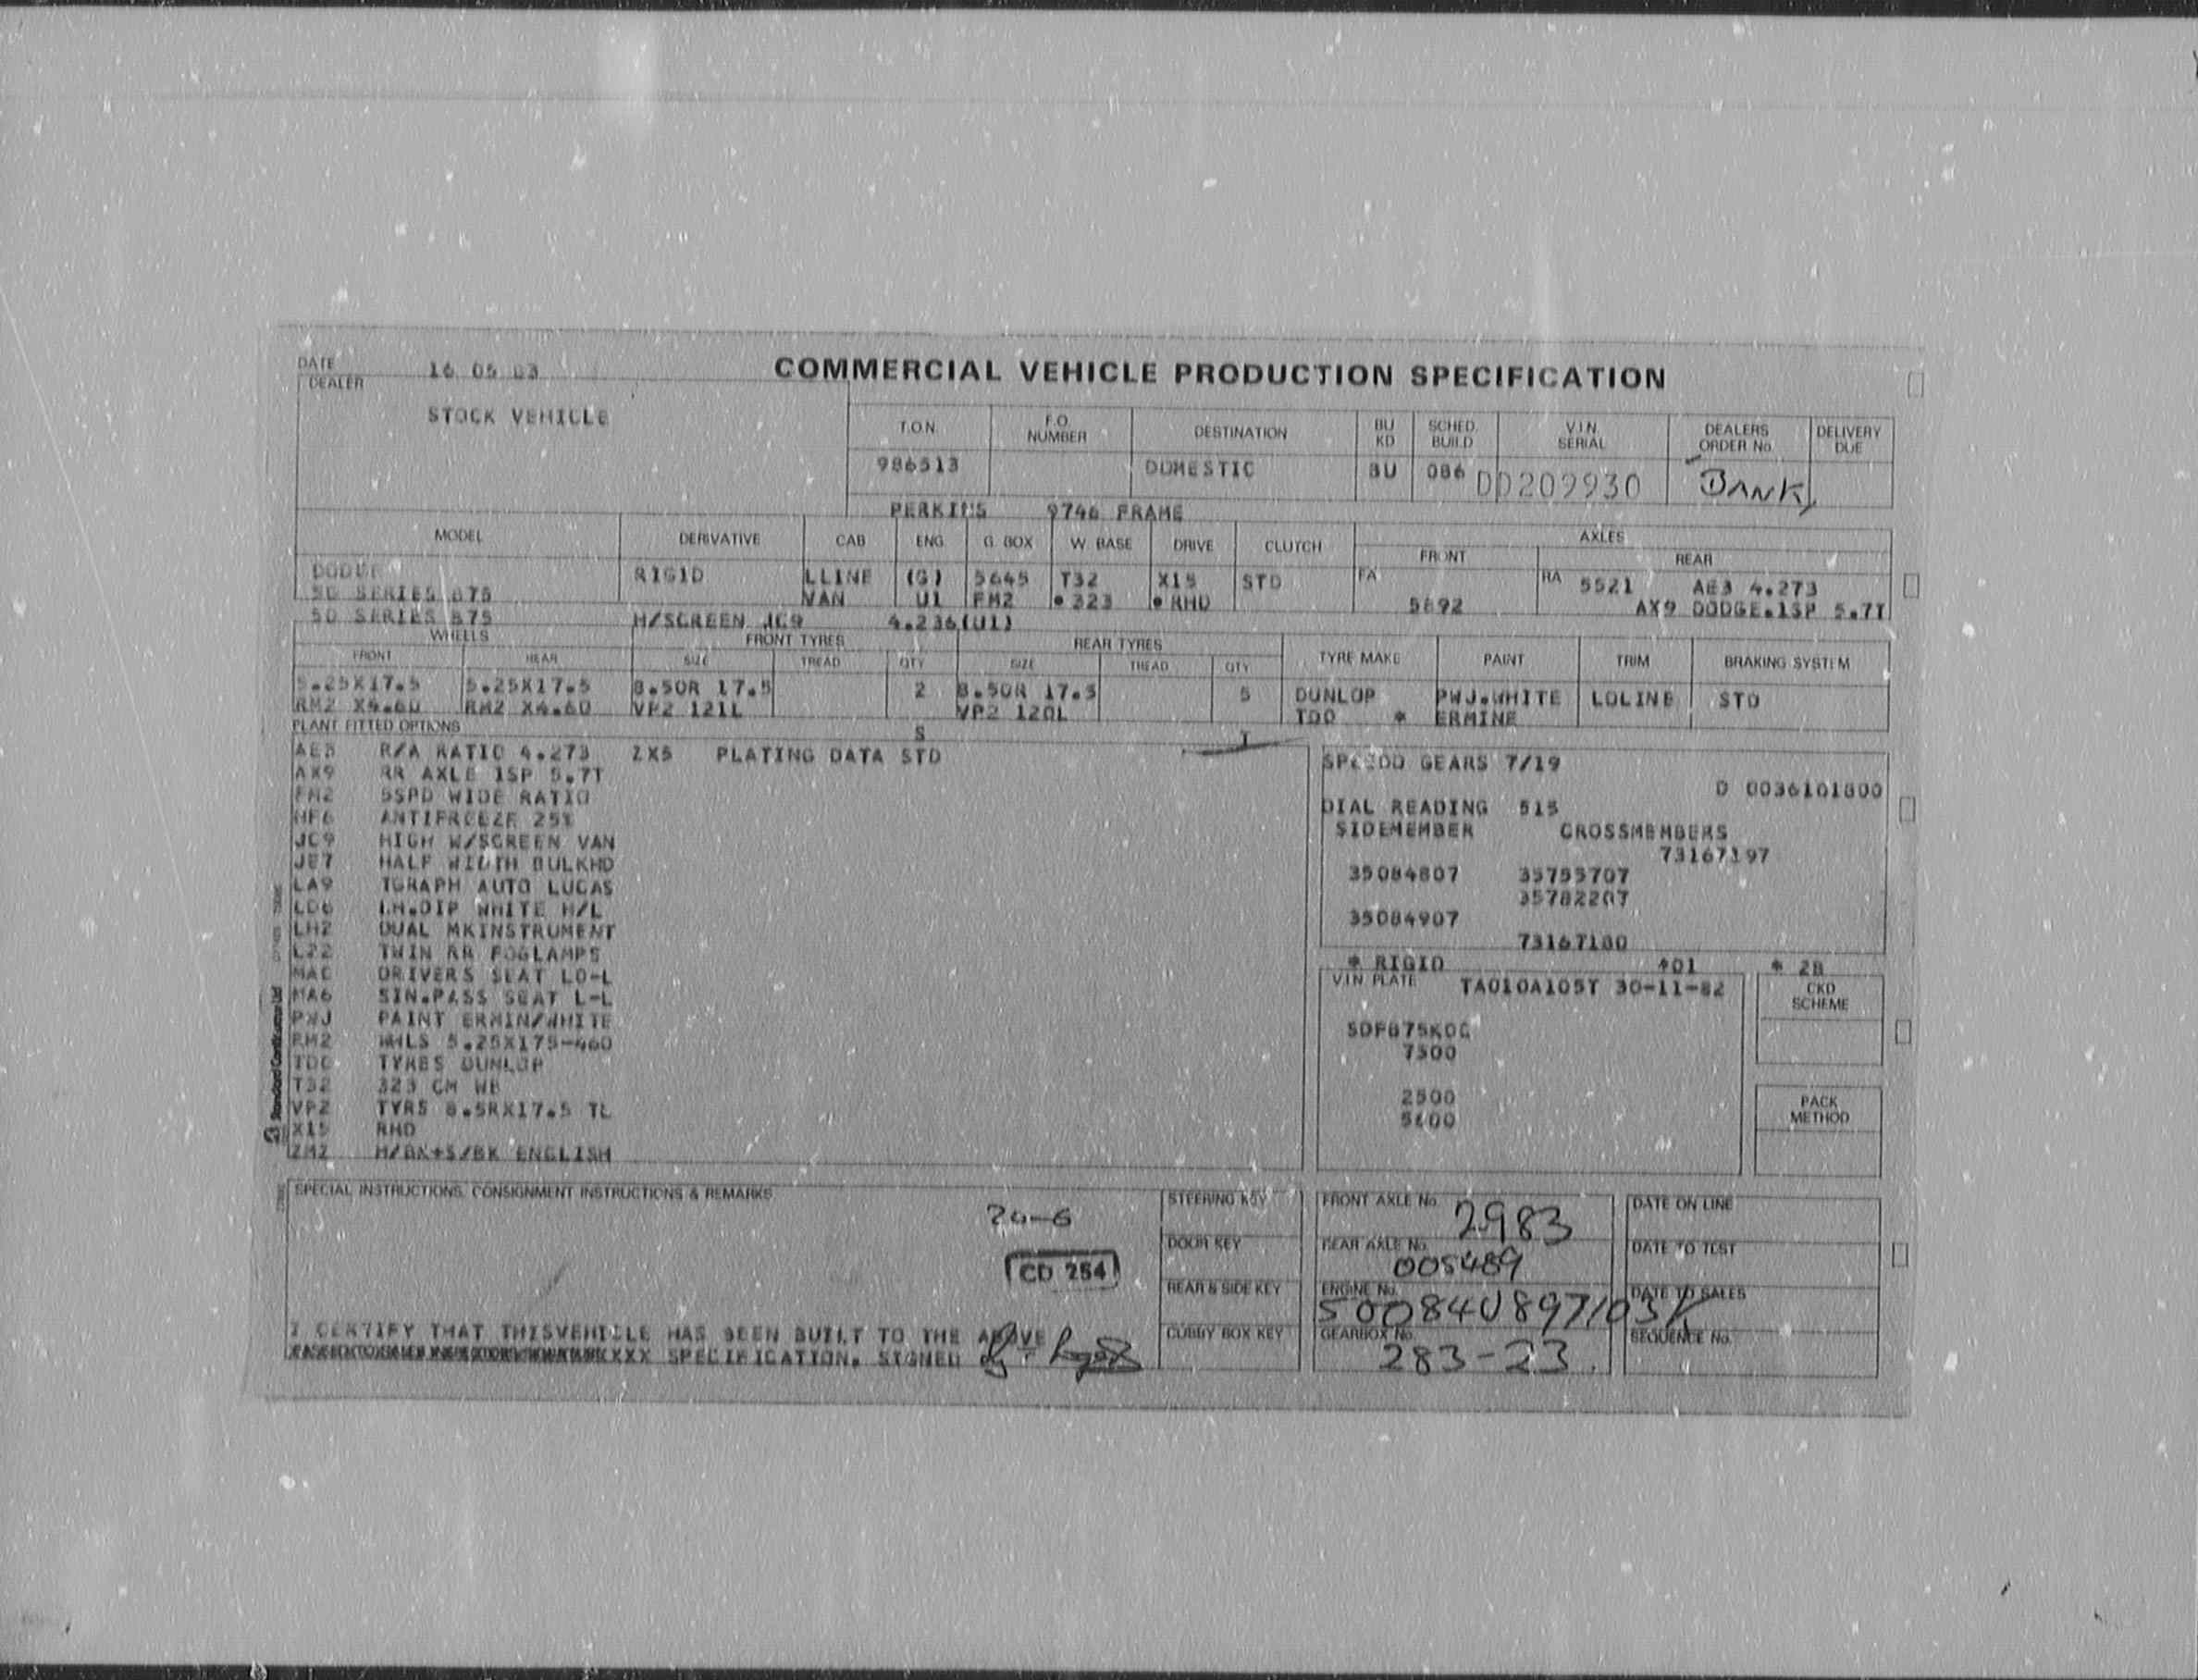 DATE 16 05 83 COMMERCIAL VEHICLE PRODUCTION SPECIFICATION
DEALER
STOCK VEHICLE
T.O.N. F.O. NUMBER DESTINATION BU KD SCHED. BUILD V.I.N. SERIAL DEALERS ORDER No. DELIVERY DUE
986513 DOMESTIC BU 086 DD209930 BANK
PERKINS 9746 FRAME
MODEL DERIVATIVE CAB ENG G. BOX W. BASE DRIVE CLUTCH AXLES
FRONT REAR
DODGE RIGID LLINE (G) 5645 T32 X15 STD FA RA 5521 AE3 4.273
50 SERIES S75 VAN U1 FM2 * 323 * RHD 5692 AX9 DODGE.1SP 5.7T
50 SERIES S75 H/SCREEN JC9 4.236(U1)
WHEELS FRONT TYRES REAR TYRES
FRONT REAR SIZE TREAD QTY SIZE TREAD QTY TYRE MAKE PAINT TRIM BRAKING SYSTEM
5.25X17.5 5.25X17.5 8.50R 17.5 2 8.50R 17.5 5 DUNLOP PWJ.WHITE LOLINE STD
RM2 X4.60 RM2 X4.60 VP2 121L VP2 120L TDO * ERMINE
PLANT FITTED OPTIONS S T
AE3 R/A RATIO 4.273 ZX5 PLATING DATA STD
AX9 RR AXLE 1SP 5.7T
FM2 5SPD WIDE RATIO
HF6 ANTIFREEZE 25%
JC9 HIGH W/SCREEN VAN
JE7 HALF WIDTH BULKHD
LA9 TGRAPH AUTO LUCAS
LD6 LH.DIP WHITE H/L
LH2 DUAL MKINSTRUMENT
LZ2 TWIN RR FOGLAMPS
MAC DRIVERS SEAT LO-L
MA6 SIN.PASS SEAT L-L
PWJ PAINT ERMIN/WHITE
RM2 WHLS 5.25X175-460
TDO TYRES DUNLOP
T32 323 CM WB
VP2 TYRS 8.5RX17.5 TL
X15 RHD
ZM2 H/BK+S/BK ENGLISH
SPEEDO GEARS 7/19
D 0036101800
DIAL READING 515
SIDEMEMBER CROSSMEMBERS
73167197
35084807 35795707
35782207
35084907
73167180
* RIGID *01 * 28
V.I.N PLATE TA010A105T 30-11-82
7500
2500
5600
CKD SCHEME
PACK METHOD
SPECIAL INSTRUCTIONS, CONSIGNMENT INSTRUCTIONS & REMARKS
20-6
CD 254
I CERTIFY THAT THISVEHICLE HAS BEEN BUILT TO THE ABOVE
SPECIFICATION. SIGNED
STEERING KEY
DOOR KEY
REAR & SIDE KEY
CUBBY BOX KEY
FRONT AXLE No. 2983
REAR AXLE No. 005489
ENGINE No. 500840897103K
GEARBOX No. 283-23
DATE ON LINE
DATE TO TEST
DATE TO SALES
SEQUENCE No.